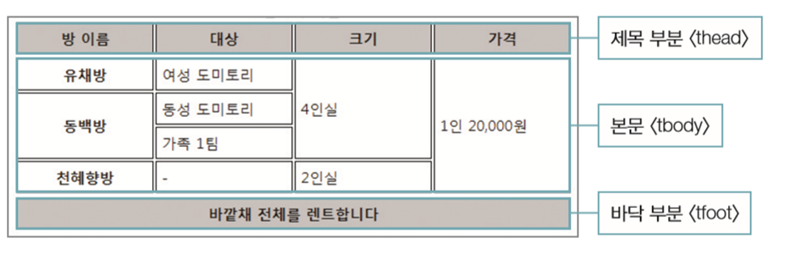 방 이름 대상 크기 가격
제목 부분 〈thead〉
유채방 여성 도미토리
동백방 동성 도미토리 4인실 1인 20,000원
가족 1팀
본문 〈tbody〉
천혜향방 - 2인실
바깥채 전체를 렌트합니다
바닥 부분 〈tfoot〉